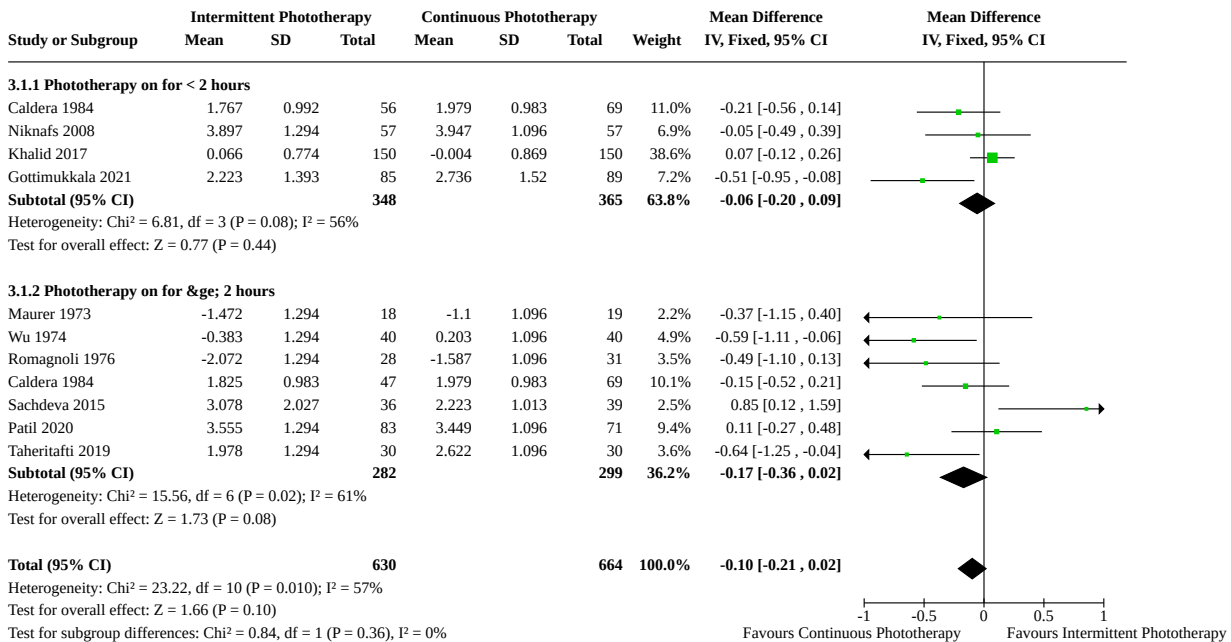 Intermittent Phototherapy Continuous Phototherapy Mean Difference Mean Difference
Study or Subgroup Mean SD Total Mean SD Total Weight IV, Fixed, 95% CI IV, Fixed, 95% CI
3.1.1 Phototherapy on for < 2 hours
Caldera 1984 1.767 0.992 56 1.979 0.983 69 11.0% -0.21 [-0.56 , 0.14]
Niknafs 2008 3.897 1.294 57 3.947 1.096 57 6.9% -0.05 [-0.49 , 0.39]
Khalid 2017 0.066 0.774 150 -0.004 0.869 150 38.6% 0.07 [-0.12 , 0.26]
Gottimukkala 2021 2.223 1.393 85 2.736 1.52 89 7.2% -0.51 [-0.95 , -0.08]
Subtotal (95% CI) 348 365 63.8% -0.06 [-0.20 , 0.09]
Heterogeneity: Chi² = 6.81, df = 3 (P = 0.08); I² = 56%
Test for overall effect: Z = 0.77 (P = 0.44)
3.1.2 Phototherapy on for &ge; 2 hours
Maurer 1973 -1.472 1.294 18 -1.1 1.096 19 2.2% -0.37 [-1.15 , 0.40]
Wu 1974 -0.383 1.294 40 0.203 1.096 40 4.9% -0.59 [-1.11 , -0.06]
Romagnoli 1976 -2.072 1.294 28 -1.587 1.096 31 3.5% -0.49 [-1.10 , 0.13]
Caldera 1984 1.825 0.983 47 1.979 0.983 69 10.1% -0.15 [-0.52 , 0.21]
Sachdeva 2015 3.078 2.027 36 2.223 1.013 39 2.5% 0.85 [0.12 , 1.59]
Patil 2020 3.555 1.294 83 3.449 1.096 71 9.4% 0.11 [-0.27 , 0.48]
Taheritafti 2019 1.978 1.294 30 2.622 1.096 30 3.6% -0.64 [-1.25 , -0.04]
Subtotal (95% CI) 282 299 36.2% -0.17 [-0.36 , 0.02]
Heterogeneity: Chi² = 15.56, df = 6 (P = 0.02); I² = 61%
Test for overall effect: Z = 1.73 (P = 0.08)
Total (95% CI) 630 664 100.0% -0.10 [-0.21 , 0.02]
Heterogeneity: Chi² = 23.22, df = 10 (P = 0.010); I² = 57%
Test for overall effect: Z = 1.66 (P = 0.10)
Test for subgroup differences: Chi² = 0.84, df = 1 (P = 0.36), I² = 0%
-1 -0.5 0 0.5 1
Favours Continuous Phototherapy Favours Intermittent Phototherapy